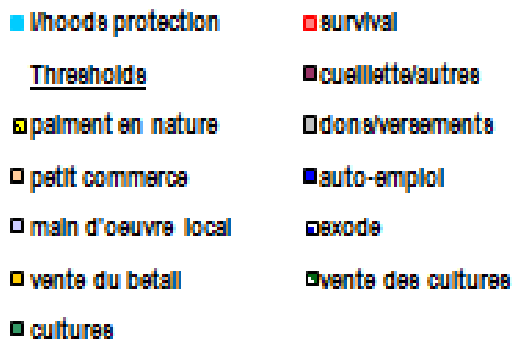 l/hoods protection survival
Thresholds cueillette/autres
paiment en nature dons/versements
petit commerce auto-emploi
main d'oeuvre local exode
vente du betail vente des cultures
cultures